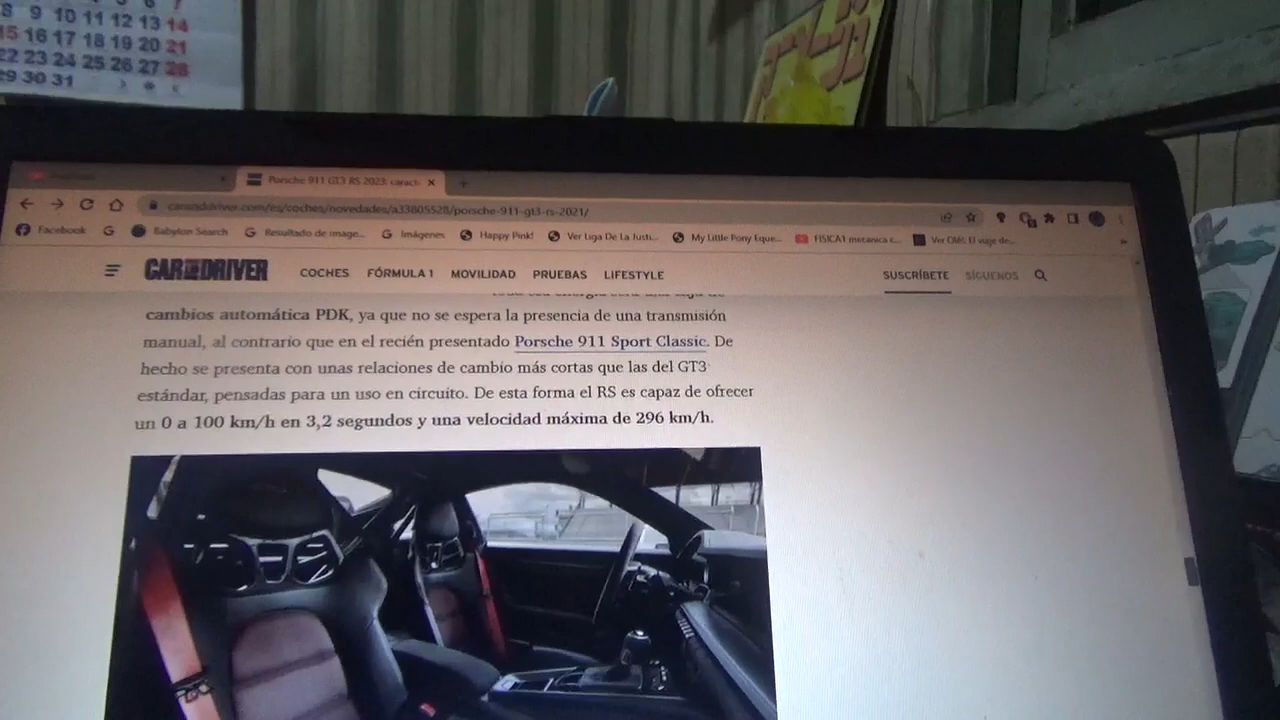 8 9 10 11 12 13 14
15 16 17 18 19 20 21
22 23 24 25 26 27 28
29 30 31
Porsche 911 GT3 RS 2023: caract
caranddriver.com/es/coches/novedades/a33805528/porsche-911-gt3-rs-2021/
Facebook
Babylon Search
Resultado de image...
Imágenes
Happy Pink!
Ver Liga De La Justi...
My Little Pony Eque...
FISICA1 mecanica c...
Ver
El viaje de...
CAR AND DRIVER
COCHES
FÓRMULA 1
MOVILIDAD
PRUEBAS
LIFESTYLE
SUSCRÍBETE
SÍGUENOS
cambios automática PDK, ya que no se espera la presencia de una transmisión
manual, al contrario que en el recién presentado Porsche 911 Sport Classic. De
hecho se presenta con unas relaciones de cambio más cortas que las del GT3
estándar, pensadas para un uso en circuito. De esta forma el RS es capaz de ofrecer
un 0 a 100 km/h en 3,2 segundos y una velocidad máxima de 296 km/h.